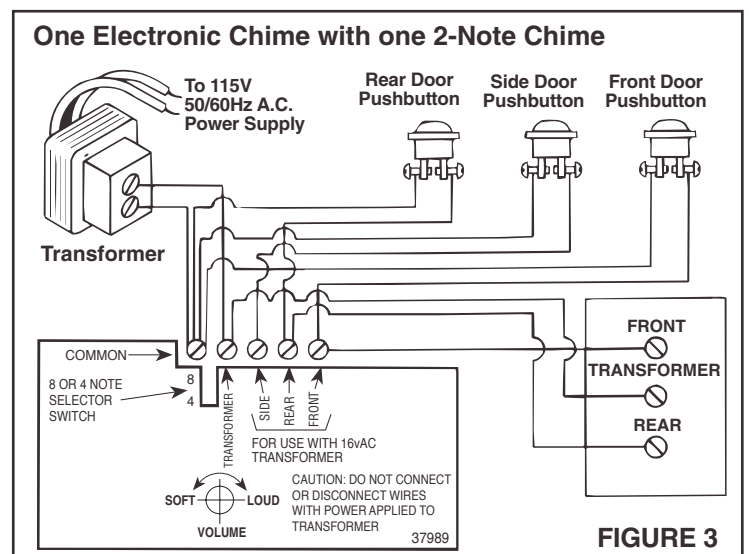 One Electronic Chime with one 2-Note Chime
To 115V
50/60Hz A.C.
Power Supply
Rear Door
Pushbutton
Side Door
Pushbutton
Front Door
Pushbutton
Transformer
COMMON
8 OR 4 NOTE
SELECTOR
SWITCH
8
4
TRANSFORMER
SIDE
REAR
FRONT
FOR USE WITH 16vAC
TRANSFORMER
CAUTION: DO NOT CONNECT
OR DISCONNECT WIRES
WITH POWER APPLIED TO
TRANSFORMER
SOFT
LOUD
VOLUME
37989
FRONT
TRANSFORMER
REAR
FIGURE 3